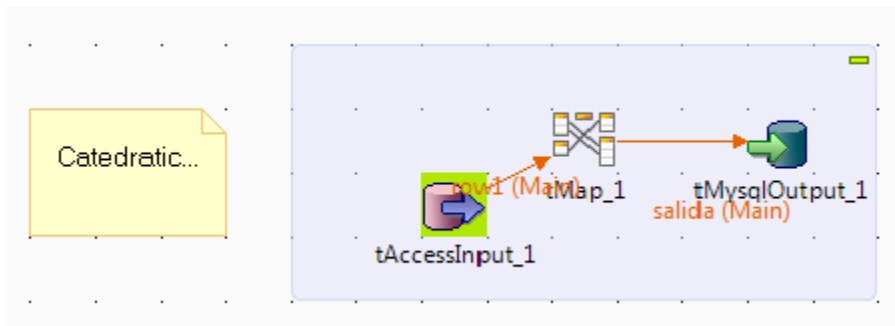 Catedratic...
row1 (Main)
tMap_1
tMysqlOutput_1
salida (Main)
tAccessInput_1